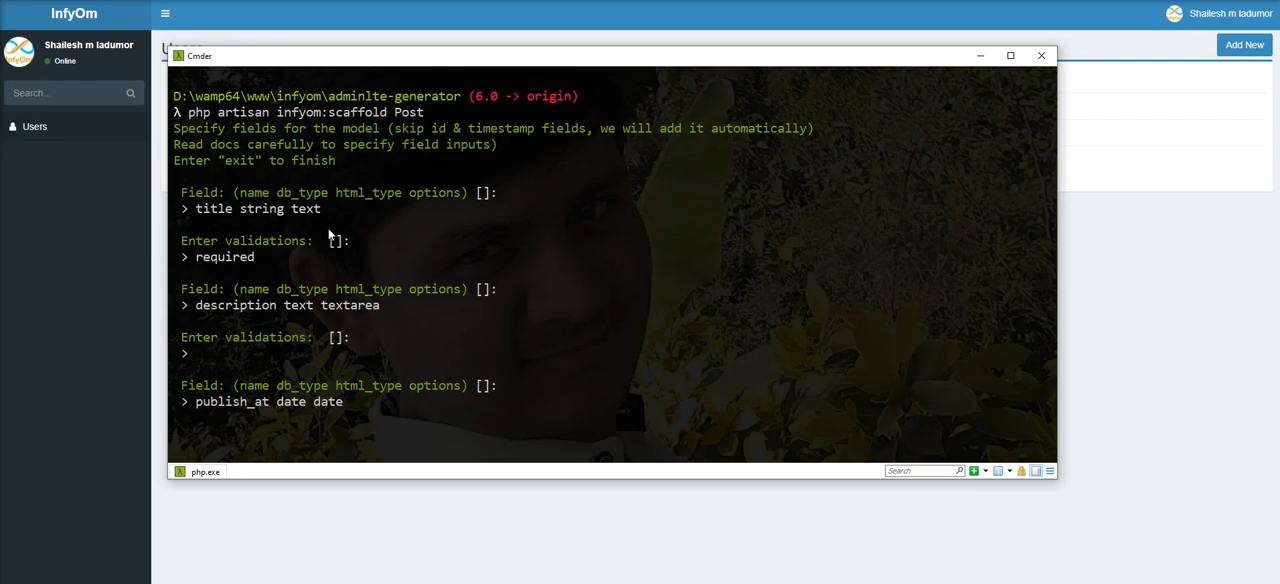 InfyOm
Shailesh m ladumor
Shailesh m ladumor
Online
Add New
Search...
Users
Cmder
D:\wamp64\www\infyom\adminlte-generator (6.0 -> origin)
λ php artisan infyom:scaffold Post
Specify fields for the model (skip id & timestamp fields, we will add it automatically)
Read docs carefully to specify field inputs)
Enter "exit" to finish
Field: (name db_type html_type options) []:
> title string text
Enter validations:  []:
> required
Field: (name db_type html_type options) []:
> description text textarea
Enter validations:  []:
>
Field: (name db_type html_type options) []:
> publish_at date date
php.exe
Search